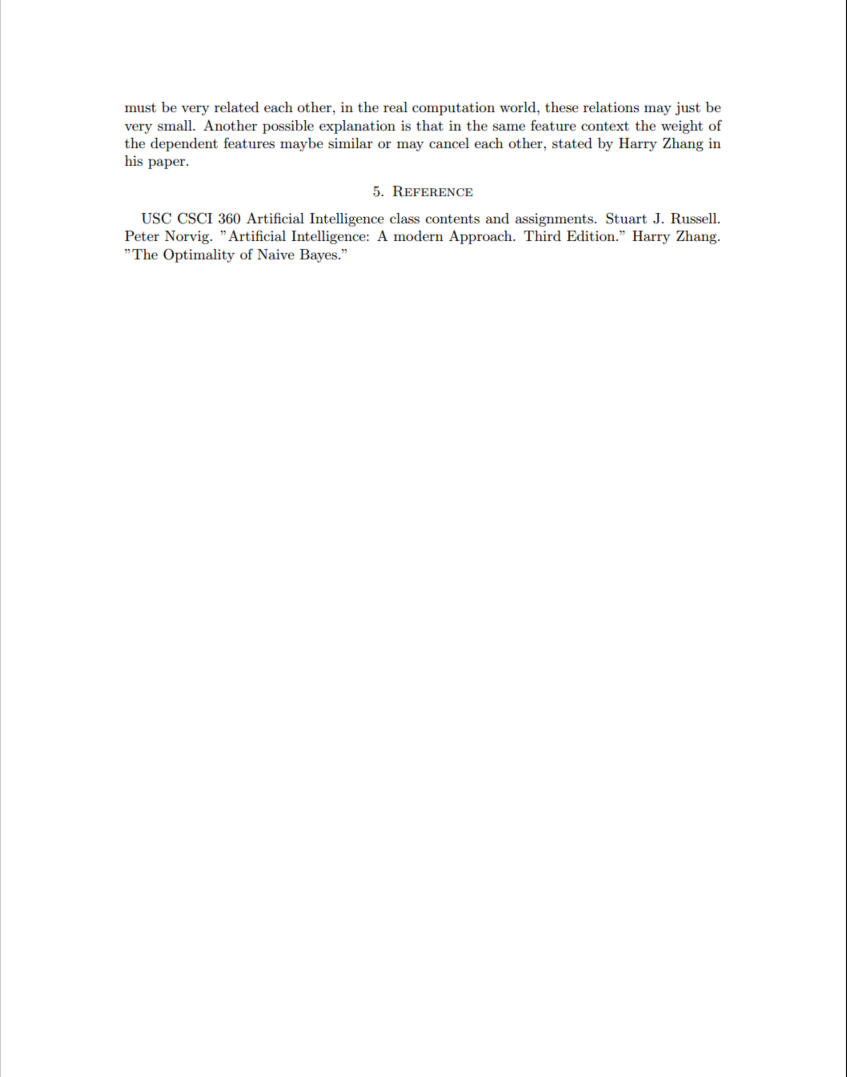 must be very related each other, in the real computation world, these relations may just be
very small. Another possible explanation is that in the same feature context the weight of
the dependent features maybe similar or may cancel each other, stated by Harry Zhang in
his paper.
5. Reference
USC CSCI 360 Artificial Intelligence class contents and assignments. Stuart J. Russell.
Peter Norvig. ”Artificial Intelligence: A modern Approach. Third Edition.” Harry Zhang.
”The Optimality of Naive Bayes.”